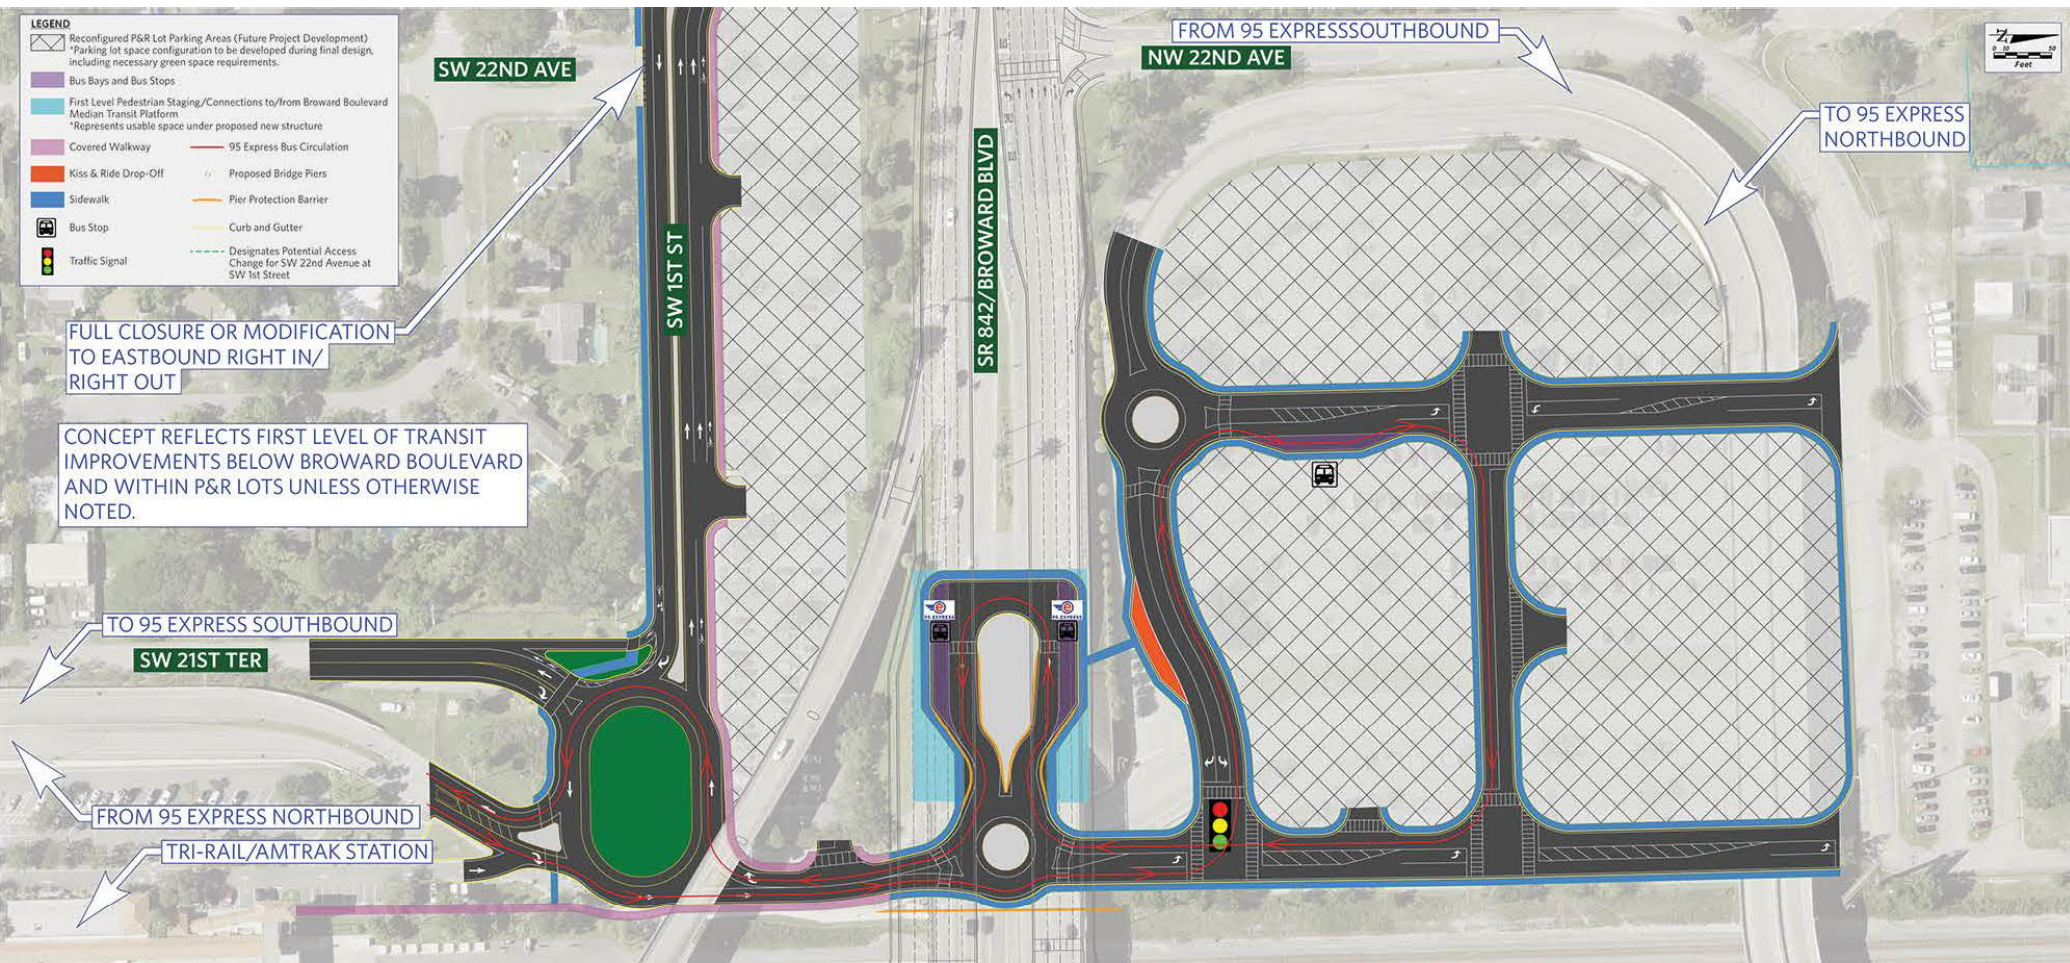 LEGEND
Reconfigured P&R Lot Parking Areas (Future Project Development)
*Parking lot space configuration to be developed during final design,
including necessary green space requirements.
Bus Bays and Bus Stops
First Level Pedestrian Staging/Connections to/from Broward Boulevard
Median Transit Platform
*Represents usable space under proposed new structure
Covered Walkway
95 Express Bus Circulation
Kiss & Ride Drop-Off
Proposed Bridge Piers
Sidewalk
Pier Protection Barrier
Bus Stop
Curb and Gutter
Traffic Signal
Designates Potential Access
Change for SW 22nd Avenue at
SW 1st Street
SW 22ND AVE
FROM 95 EXPRESSSOUTHBOUND
NW 22ND AVE
Z
0 10 50
Feet
TO 95 EXPRESS
NORTHBOUND
SW 1ST ST
SR 842/BROWARD BLVD
FULL CLOSURE OR MODIFICATION
TO EASTBOUND RIGHT IN/
RIGHT OUT
CONCEPT REFLECTS FIRST LEVEL OF TRANSIT
IMPROVEMENTS BELOW BROWARD BOULEVARD
AND WITHIN P&R LOTS UNLESS OTHERWISE
NOTED.
TO 95 EXPRESS SOUTHBOUND
SW 21ST TER
95 EXPRESS
95 EXPRESS
FROM 95 EXPRESS NORTHBOUND
TRI-RAIL/AMTRAK STATION